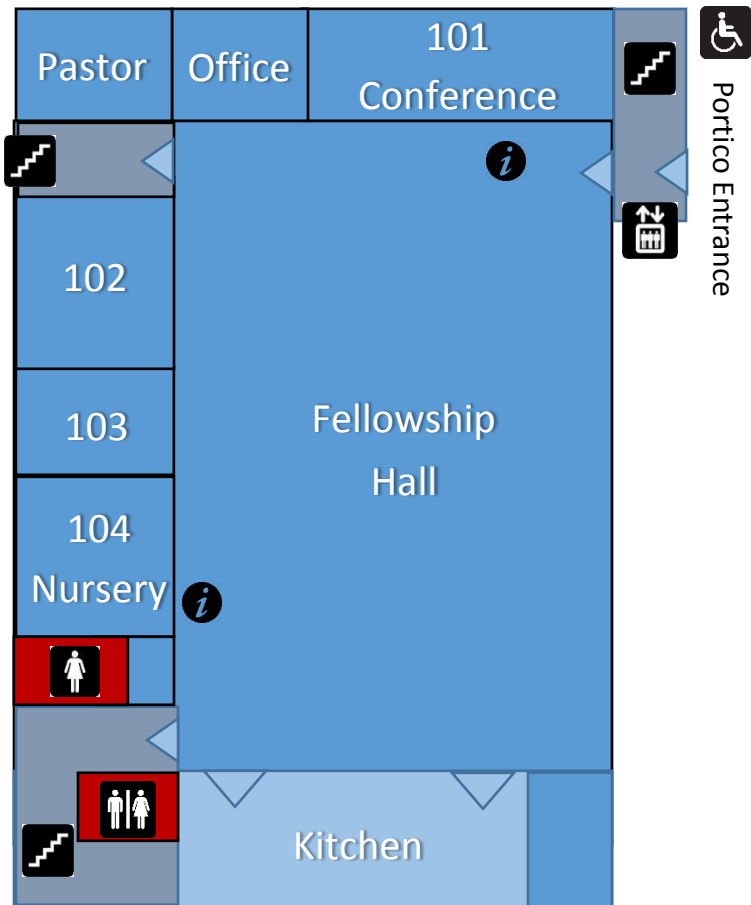 Pastor
Office
101
Conference
Portico Entrance
i
102
103
Fellowship
Hall
104
Nursery
i
Kitchen